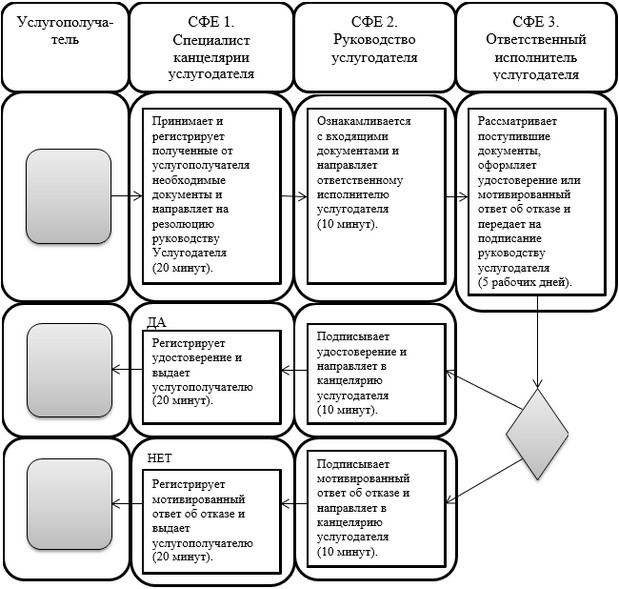 Услугополуча-
тель
СФЕ 1.
Специалист
канцелярии
услугодателя
СФЕ 2.
Руководство
услугодателя
СФЕ 3.
Ответственный
исполнитель
услугодателя
Принимает и
регистрирует
полученные от
услугополучателя
необходимые
документы и
направляет на
резолюцию
руководству
Услугодателя
(20 минут).
Ознакамливается
с входящими
документами и
направляет
ответственному
исполнителю
услугодателя
(10 минут).
Рассматривает
поступившие
документы,
оформляет
удостоверение или
мотивированный
ответ об отказе и
передает на
подписание
руководству
услугодателя
(5 рабочих дней).
ДА
Регистрирует
удостоверение и
выдает
услугополучателю
(20 минут).
Подписывает
удостоверение и
направляет в
канцелярию
услугодателя
(10 минут).
НЕТ
Регистрирует
мотивированный
ответ об отказе и
выдает
услугополучателю
(20 минут).
Подписывает
мотивированный
ответ об отказе и
направляет в
канцелярию
услугодателя
(10 минут).